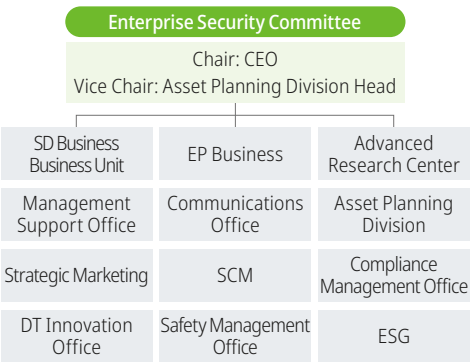 Enterprise Security Committee
Chair: CEO
Vice Chair: Asset Planning Division Head
SD Business
Business Unit
EP Business
Advanced
Research Center
Management
Support Office
Communications
Office
Asset Planning
Division
Strategic Marketing
SCM
Compliance
Management Office
DT Innovation
Office
Safety Management
Office
ESG